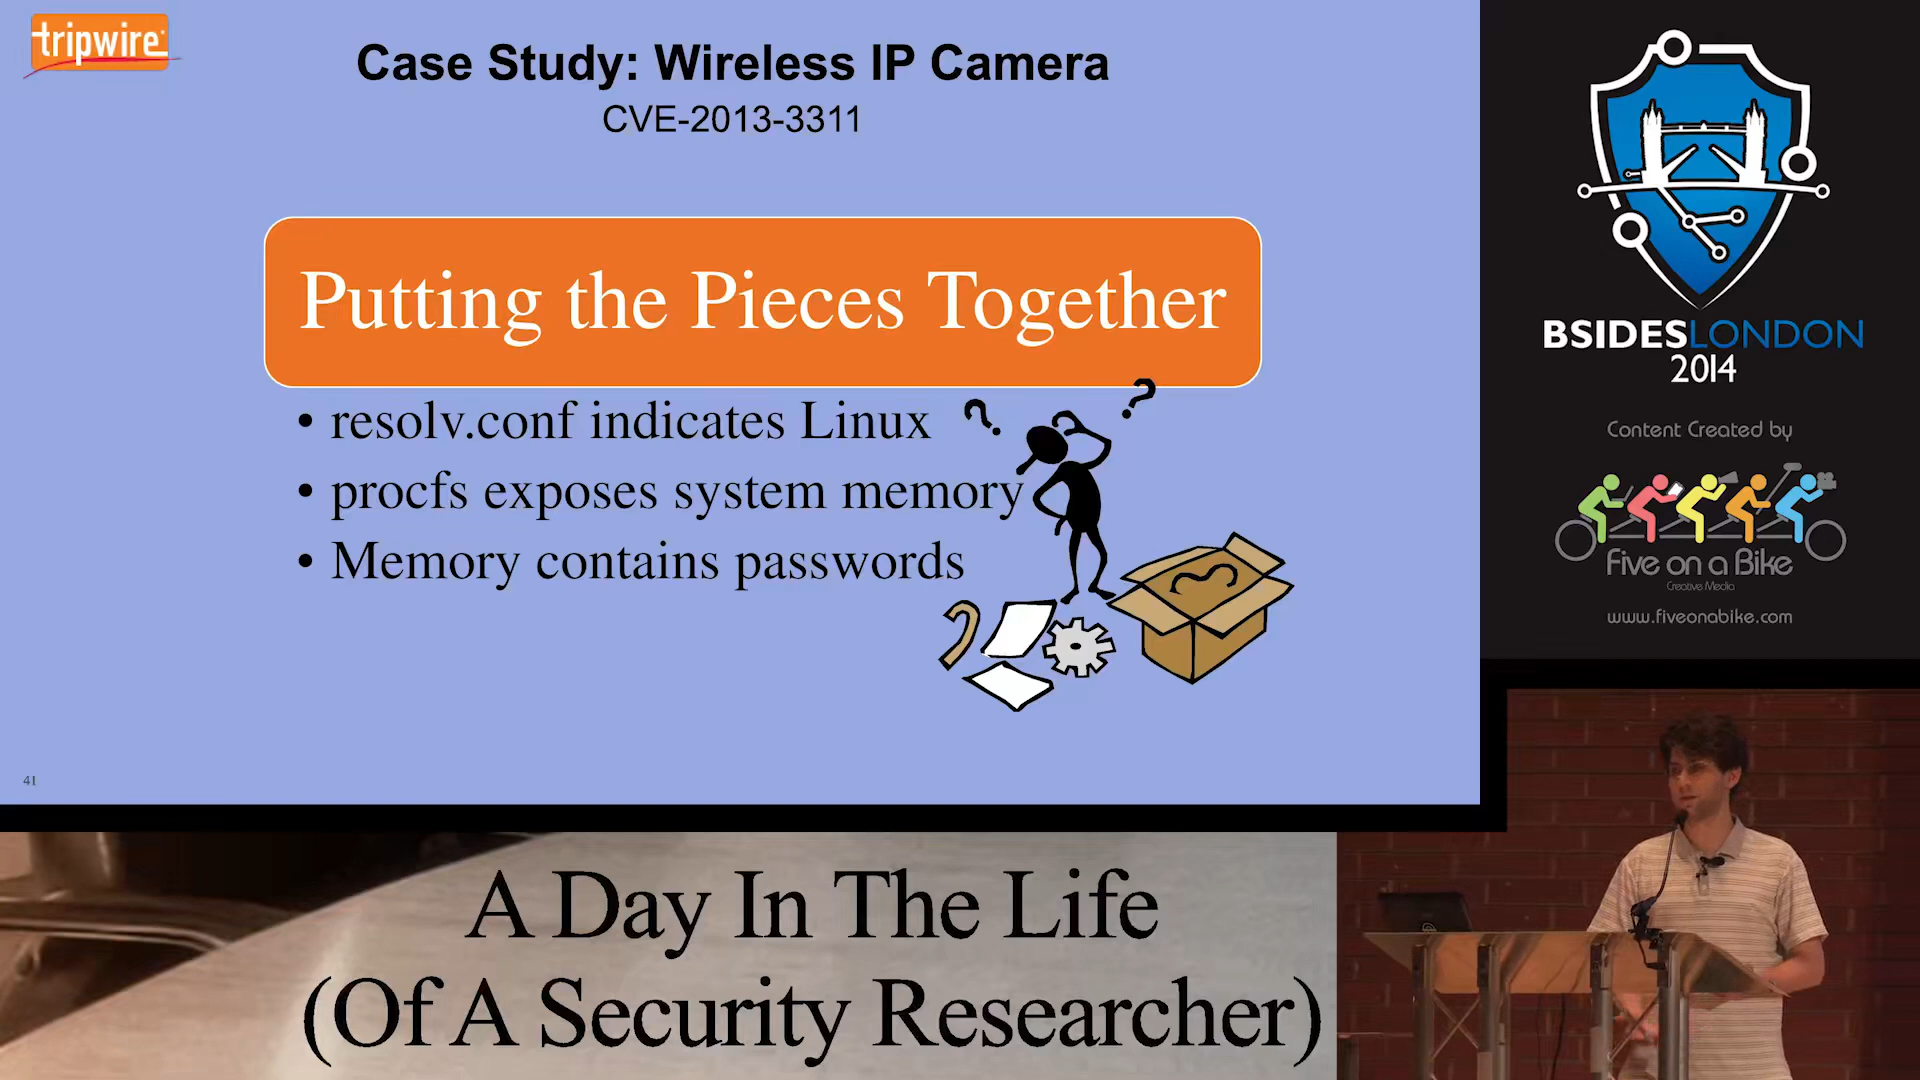 tripwire
Case Study: Wireless IP Camera
CVE-2013-3311
Putting the Pieces Together
• resolv.conf indicates Linux
• procfs exposes system memory
• Memory contains passwords
41
BSIDESLONDON
2014
Content Created by
Five on a Bike
Creative Media
www.fiveonabike.com
A Day In The Life
(Of A Security Researcher)